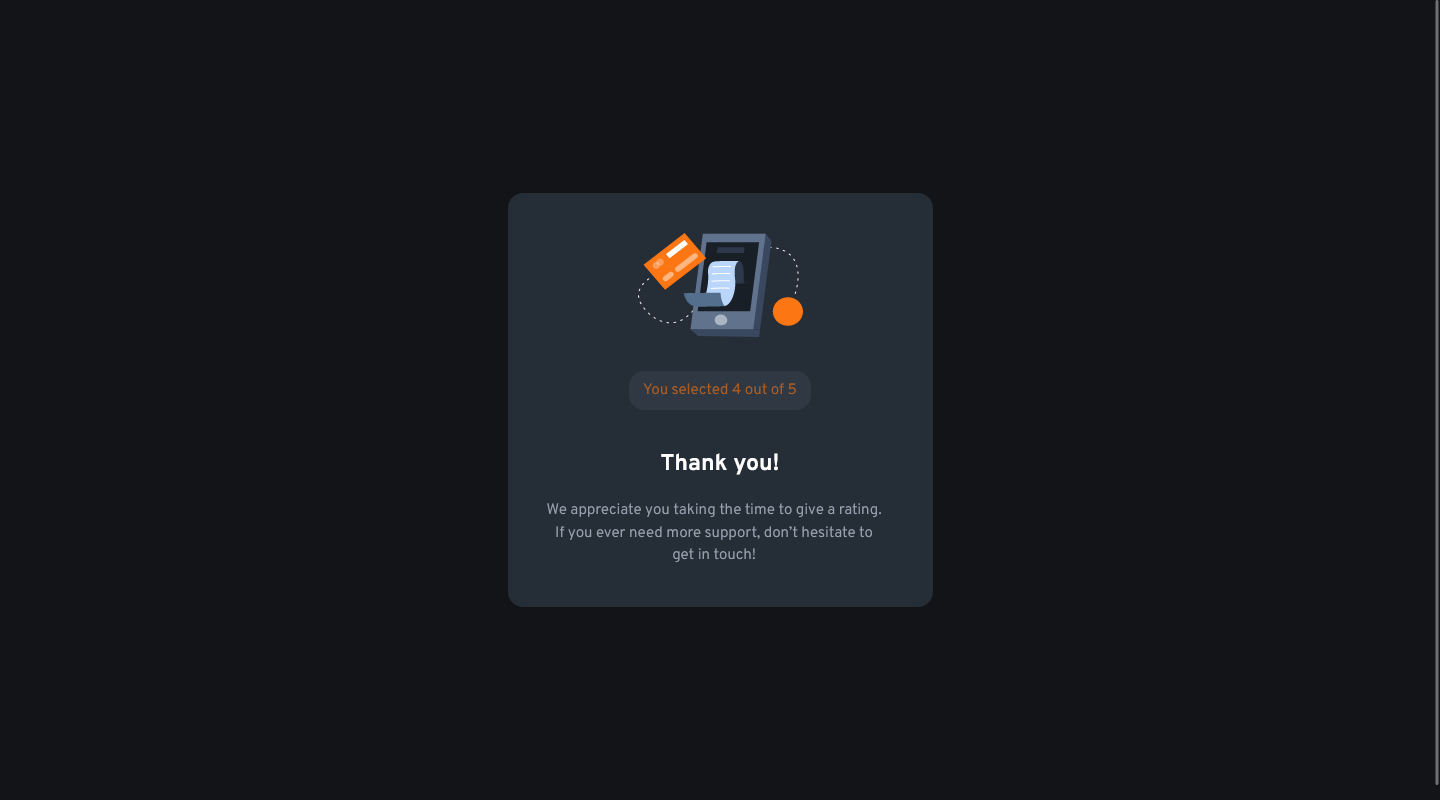 You selected 4 out of 5
Thank you!
We appreciate you taking the time to give a rating.
If you ever need more support, don’t hesitate to
get in touch!